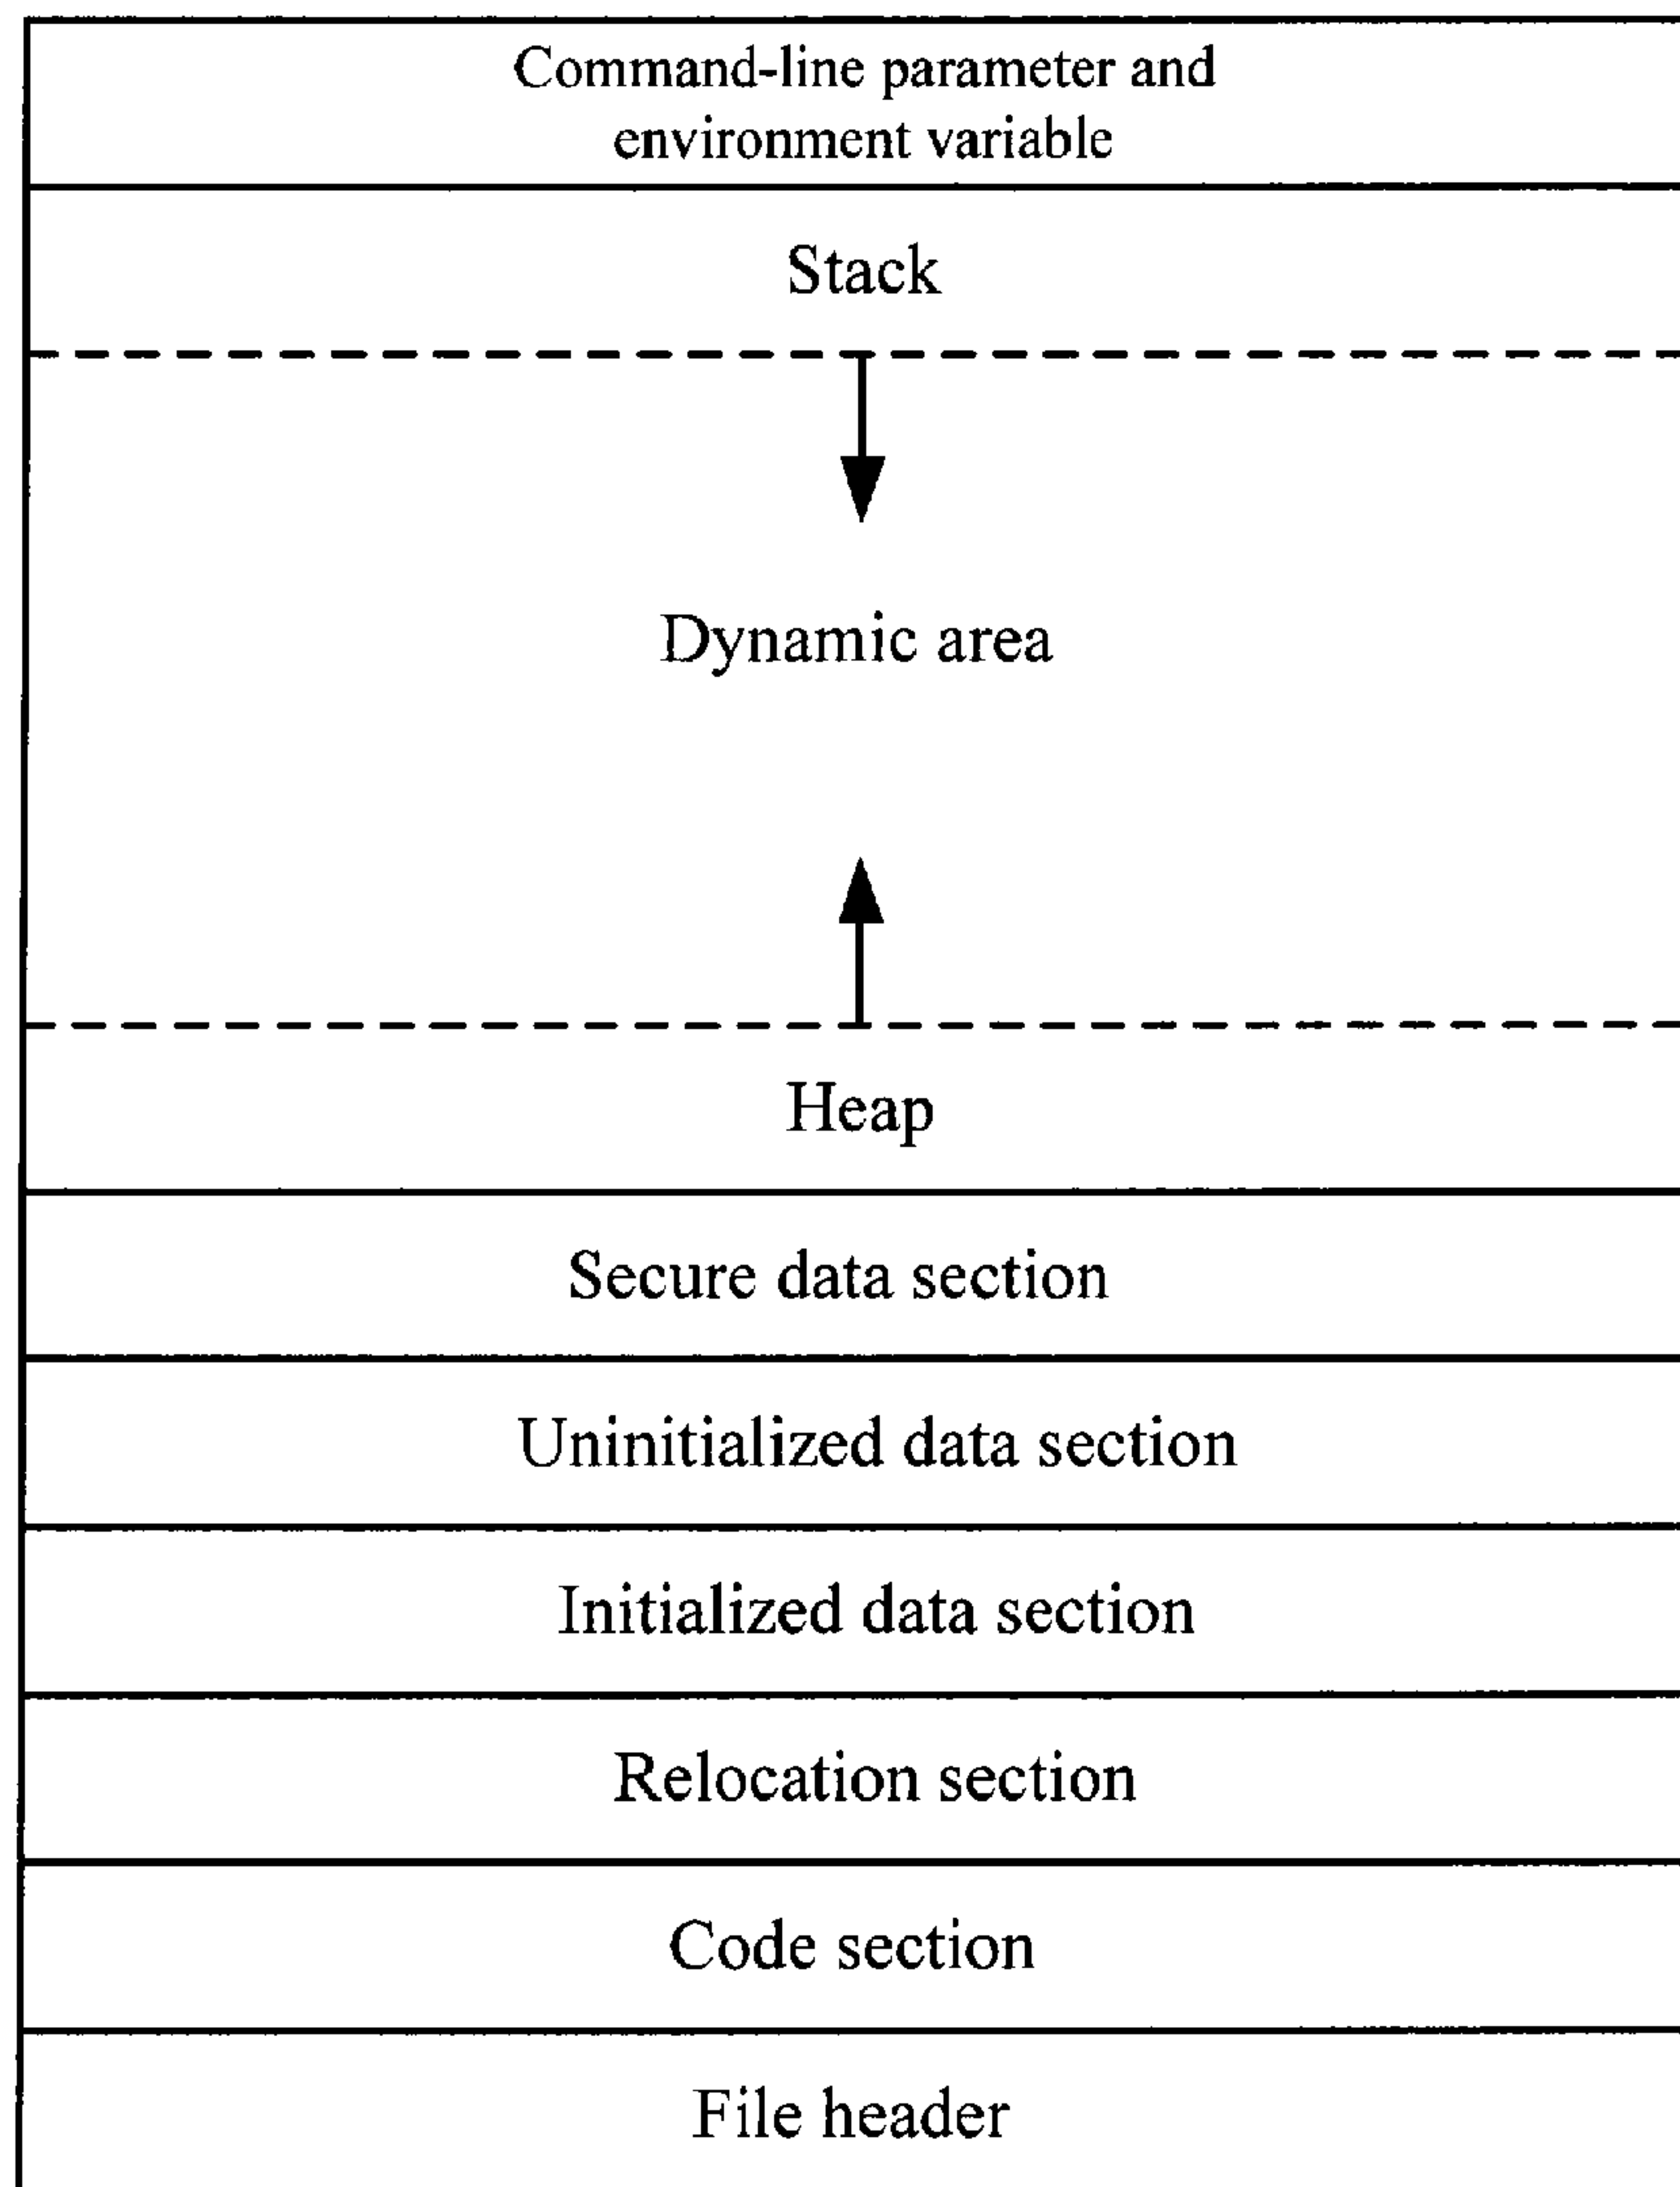 Command-line parameter and
environment variable
Stack
Dynamic area
Heap
Secure data section
Uninitialized data section
Initialized data section
Relocation section
Code section
File header